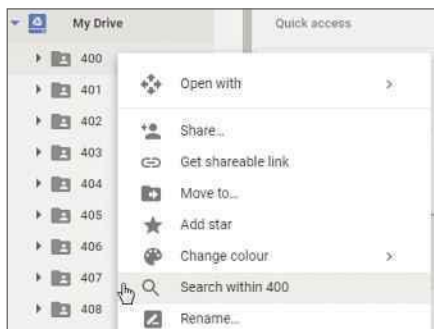 My Drive
Quick access
400
401
402
403
404
405
406
407
408
Open with
Share...
Get shareable link
Move to...
Add star
Change colour
Search within 400
Rename...